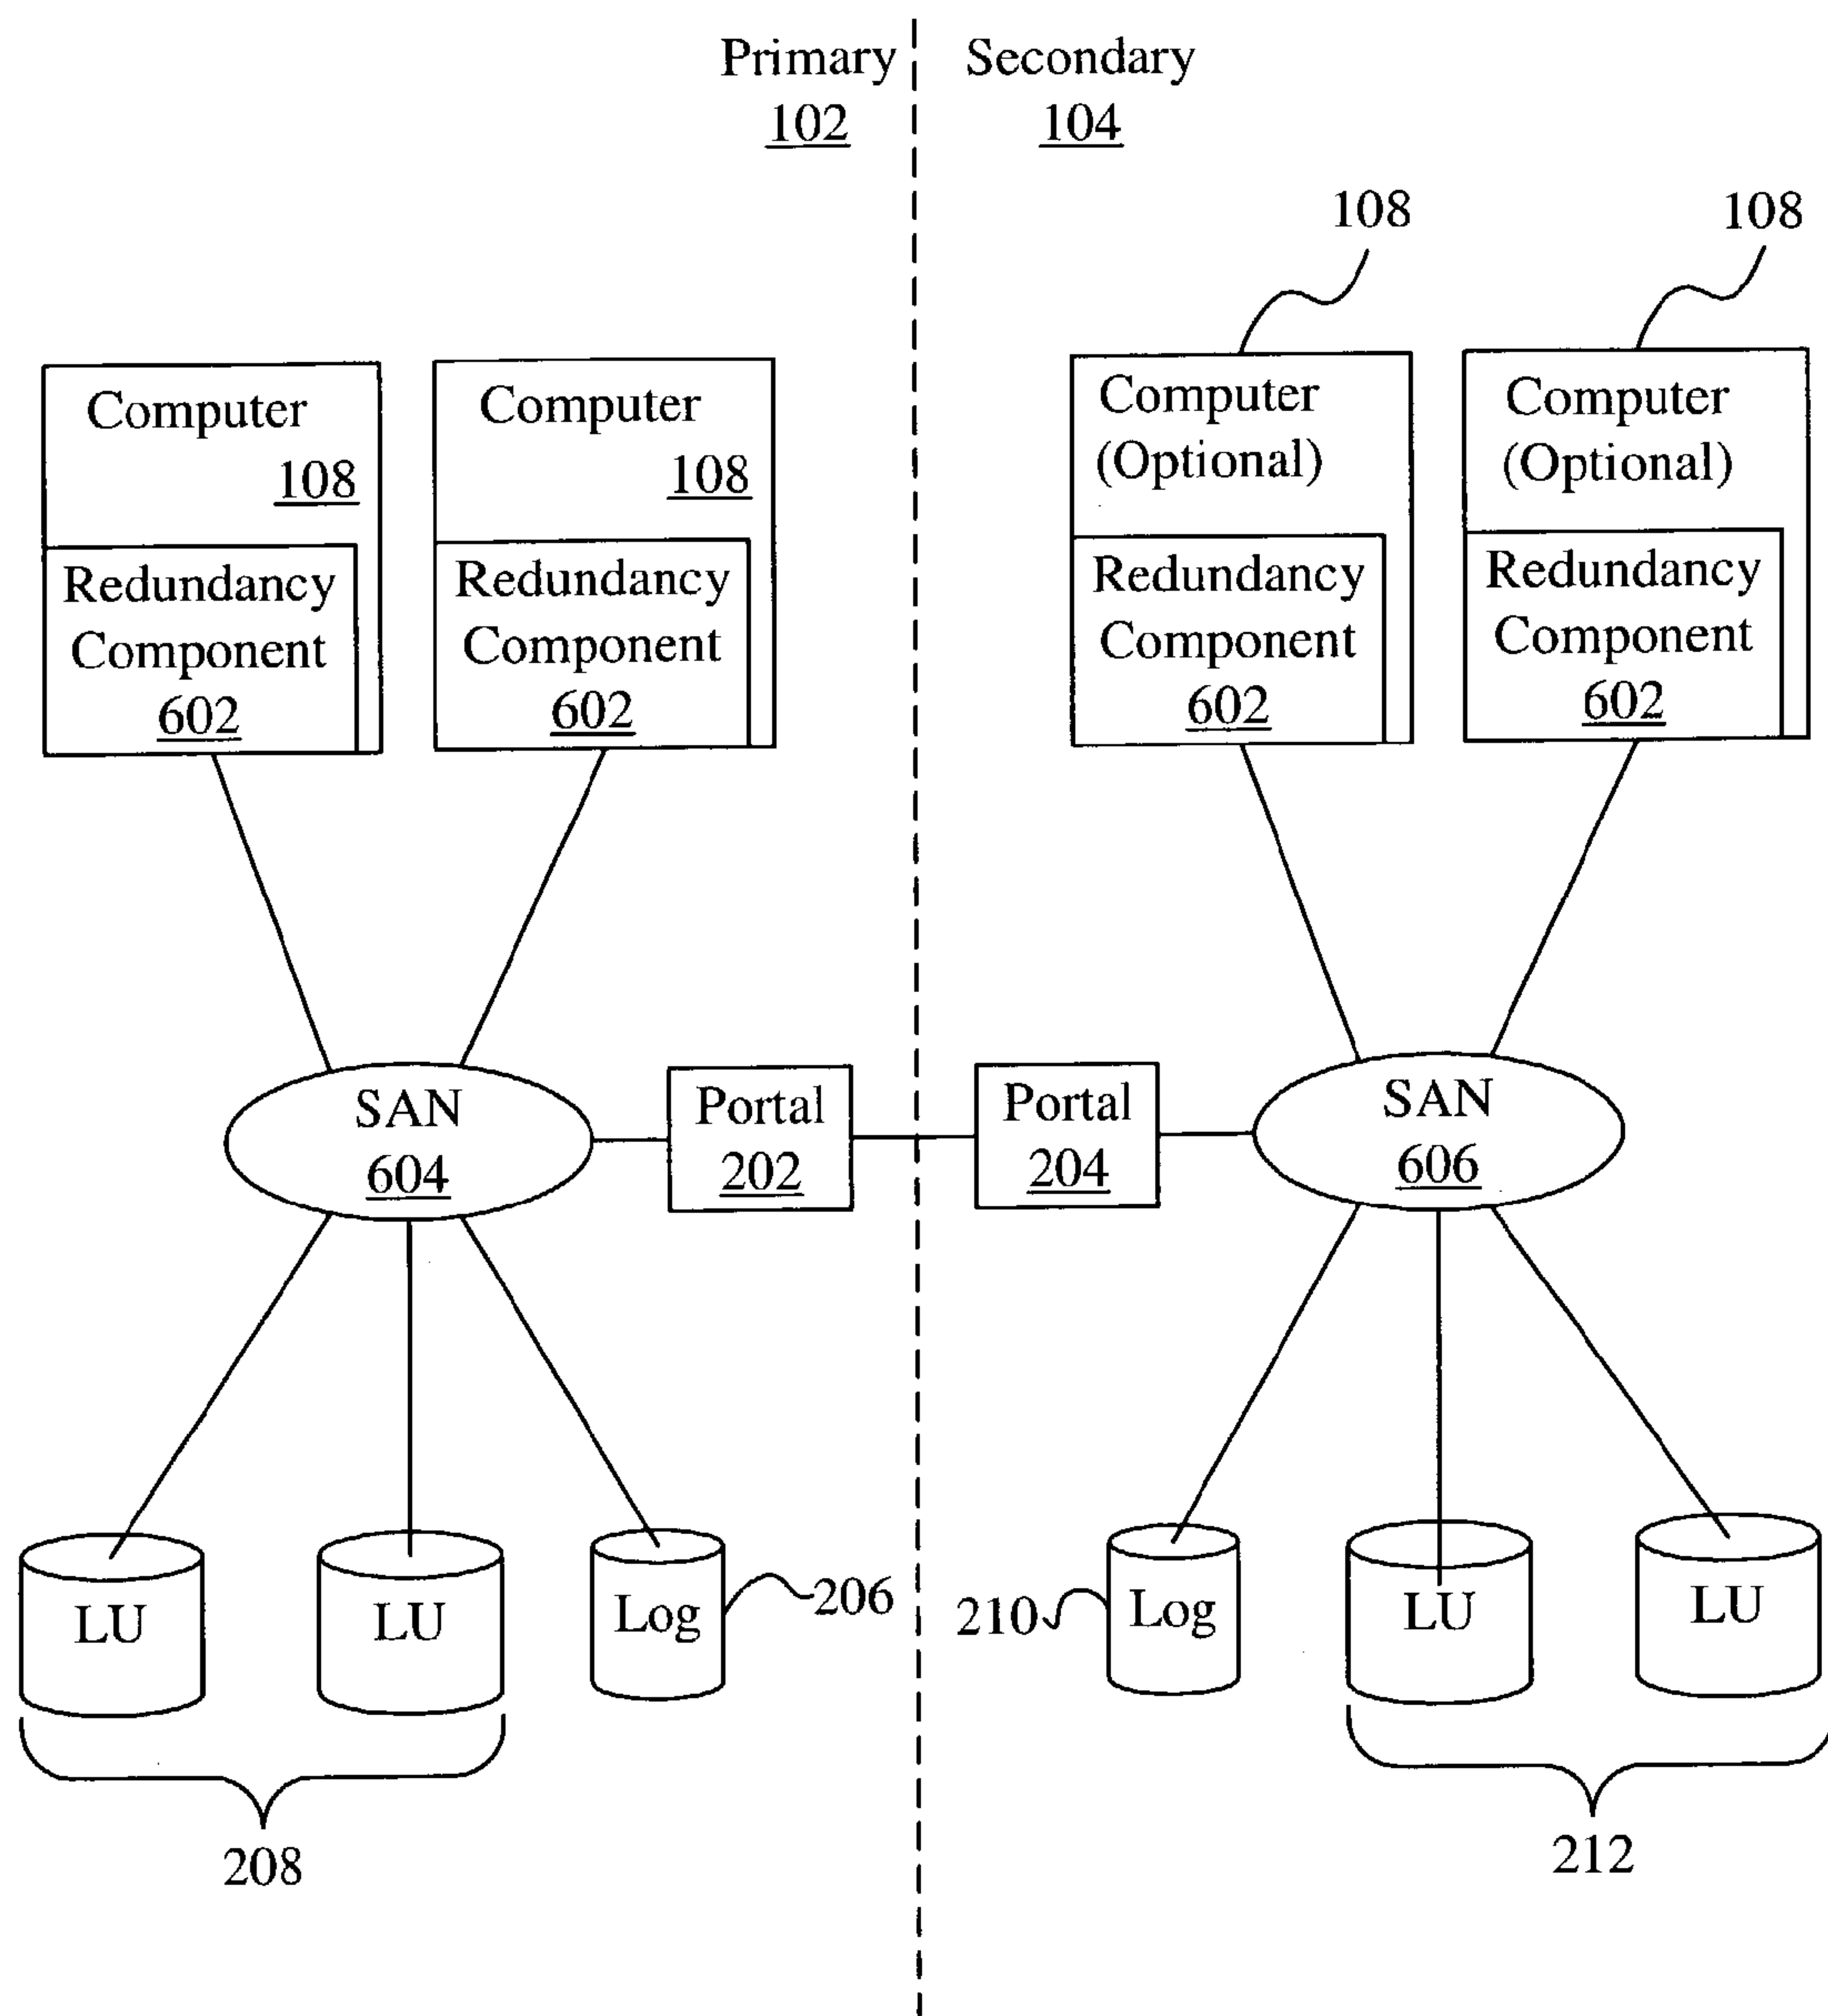 Primary
102
Secondary
104
108
108
Computer
108
Redundancy
Component
602
Computer
108
Redundancy
Component
602
Computer
(Optional)
Redundancy
Component
602
Computer
(Optional)
Redundancy
Component
602
SAN
604
Portal
202
Portal
204
SAN
606
LU
LU
Log
206
210
Log
LU
LU
208
212